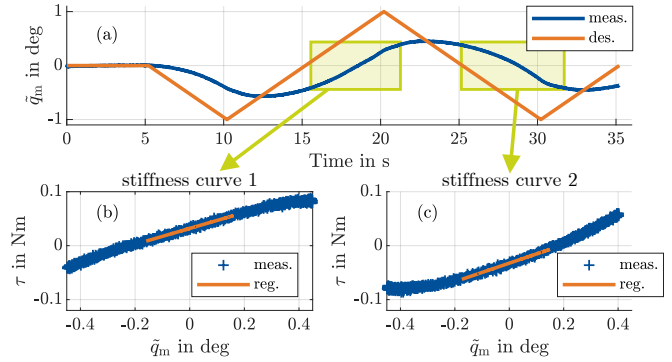 1
0
-1
q̃m in deg
(a)
meas.
des.
0 5 10 15 20 25 30 35
Time in s
stiffness curve 1
stiffness curve 2
0.1
0
-0.1
τ in Nm
(b)
meas.
reg.
-0.4 -0.2 0 0.2 0.4
q̃m in deg
0.1
0
-0.1
τ in Nm
(c)
meas.
reg.
-0.4 -0.2 0 0.2 0.4
q̃m in deg